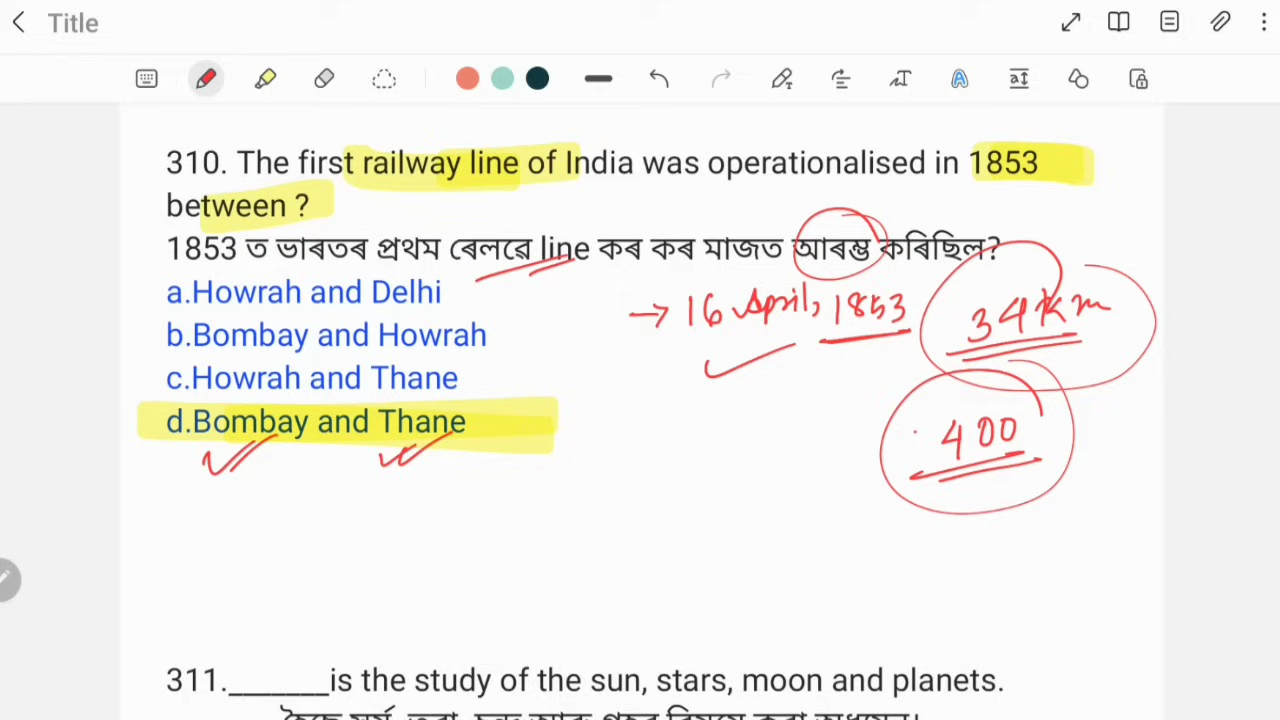 Title
310. The first railway line of India was operationalised in 1853
between ?
1853 ত ভাৰতৰ প্ৰথম ৰেলৱে line কৰ কৰ মাজত আৰম্ভ কৰিছিল?
a.Howrah and Delhi
→ 16 April, 1853
34 km
b.Bombay and Howrah
c.Howrah and Thane
d.Bombay and Thane
400
311._______is the study of the sun, stars, moon and planets.